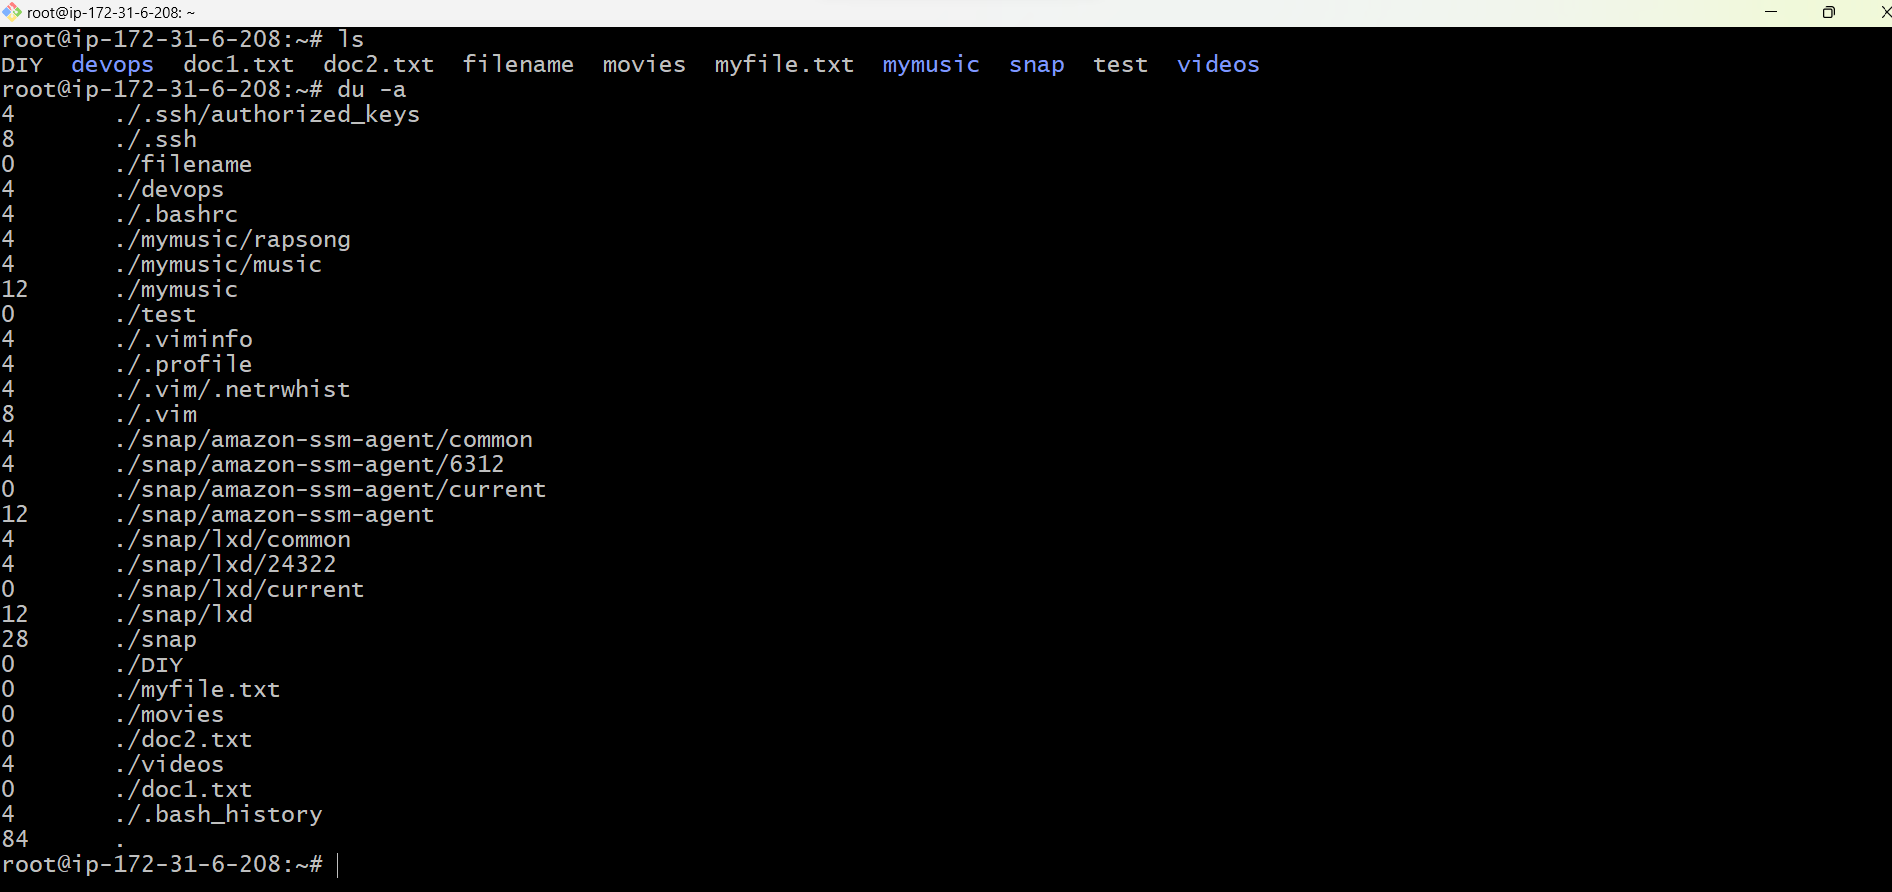 root@ip-172-31-6-208: ~
root@ip-172-31-6-208:~# ls
DIY  devops  doc1.txt  doc2.txt  filename  movies  myfile.txt  mymusic  snap  test  videos
root@ip-172-31-6-208:~# du -a
4       ./.ssh/authorized_keys
8       ./.ssh
0       ./filename
4       ./devops
4       ./.bashrc
4       ./mymusic/rapsong
4       ./mymusic/music
12      ./mymusic
0       ./test
4       ./.viminfo
4       ./.profile
4       ./.vim/.netrwhist
8       ./.vim
4       ./snap/amazon-ssm-agent/common
4       ./snap/amazon-ssm-agent/6312
0       ./snap/amazon-ssm-agent/current
12      ./snap/amazon-ssm-agent
4       ./snap/lxd/common
4       ./snap/lxd/24322
0       ./snap/lxd/current
12      ./snap/lxd
28      ./snap
0       ./DIY
0       ./myfile.txt
0       ./movies
0       ./doc2.txt
4       ./videos
0       ./doc1.txt
4       ./.bash_history
84      .
root@ip-172-31-6-208:~#